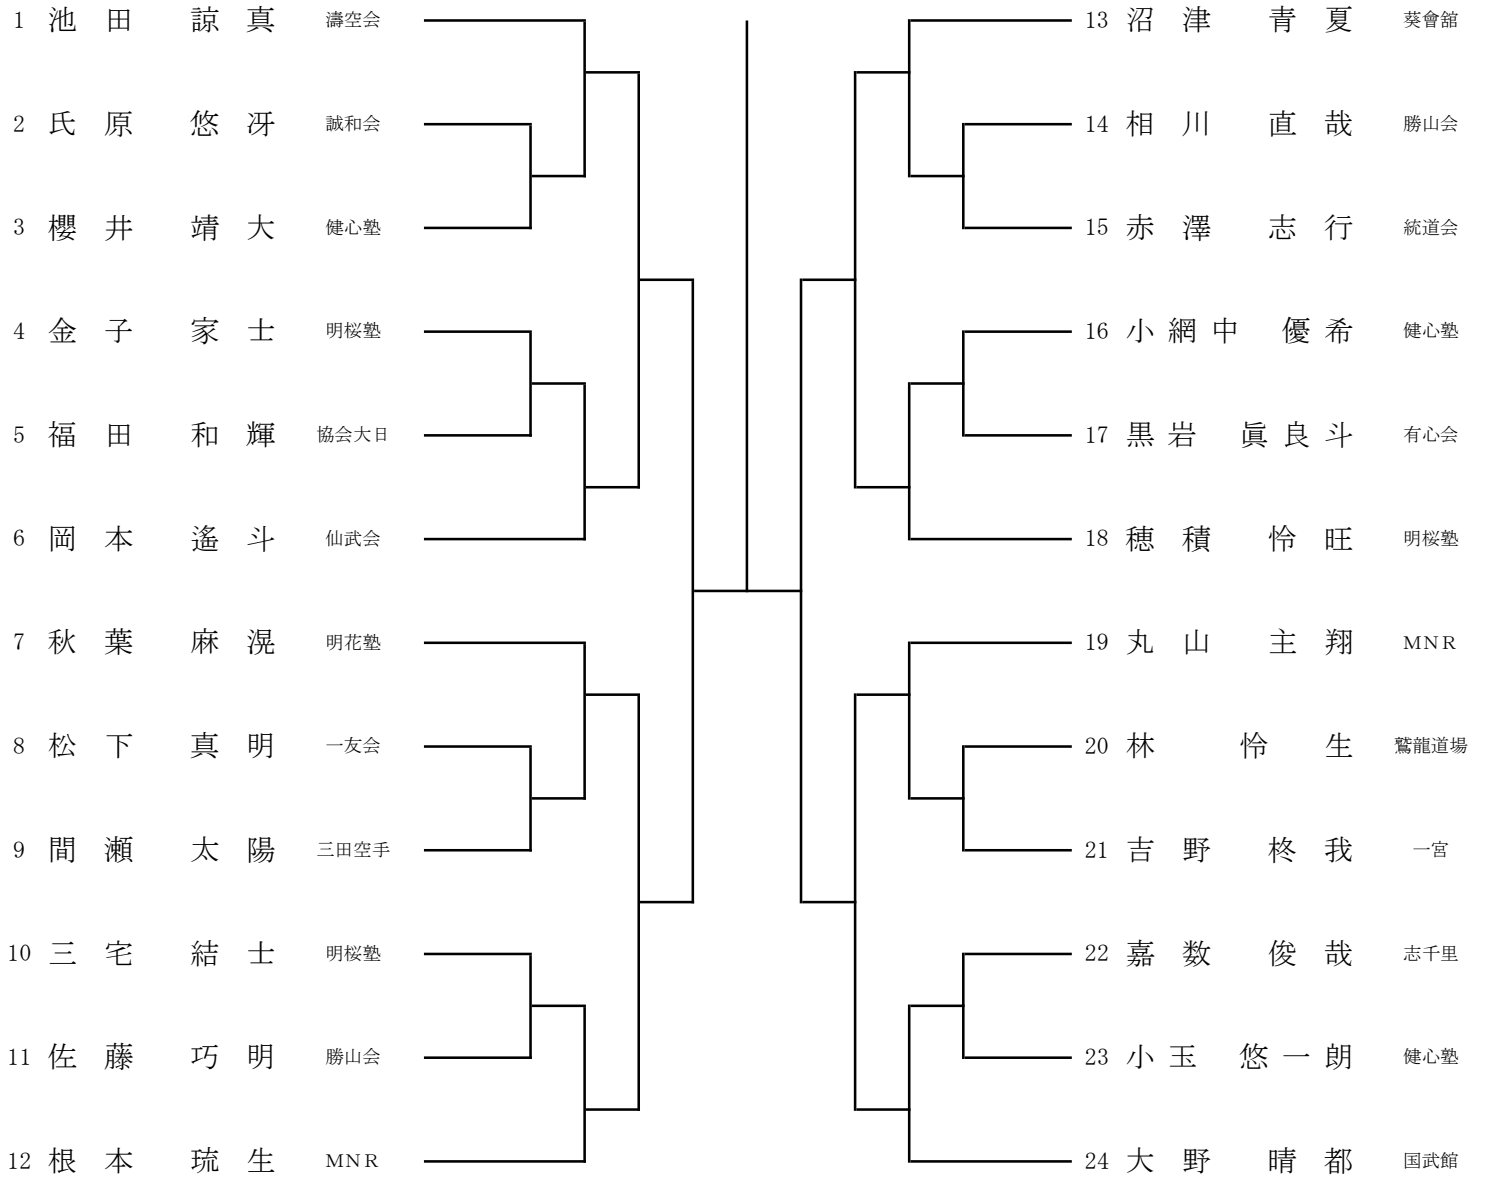 1 池田 諒真 濤空会
2 氏原 悠冴 誠和会
3 櫻井 靖大 健心塾
4 金子 家士 明桜塾
5 福田 和輝 協会大日
6 岡本 遙斗 仙武会
7 秋葉 麻滉 明花塾
8 松下 真明 一友会
9 間瀬 太陽 三田空手
10 三宅 結士 明桜塾
11 佐藤 巧明 勝山会
12 根本 琉生 MNR
13 沼津 青夏 葵會舘
14 相川 直哉 勝山会
15 赤澤 志行 統道会
16 小網中 優希 健心塾
17 黒岩 眞良斗 有心会
18 穂積 怜旺 明桜塾
19 丸山 主翔 MNR
20 林 怜生 鷲龍道場
21 吉野 柊我 一宮
22 嘉数 俊哉 志千里
23 小玉 悠一朗 健心塾
24 大野 晴都 国武館